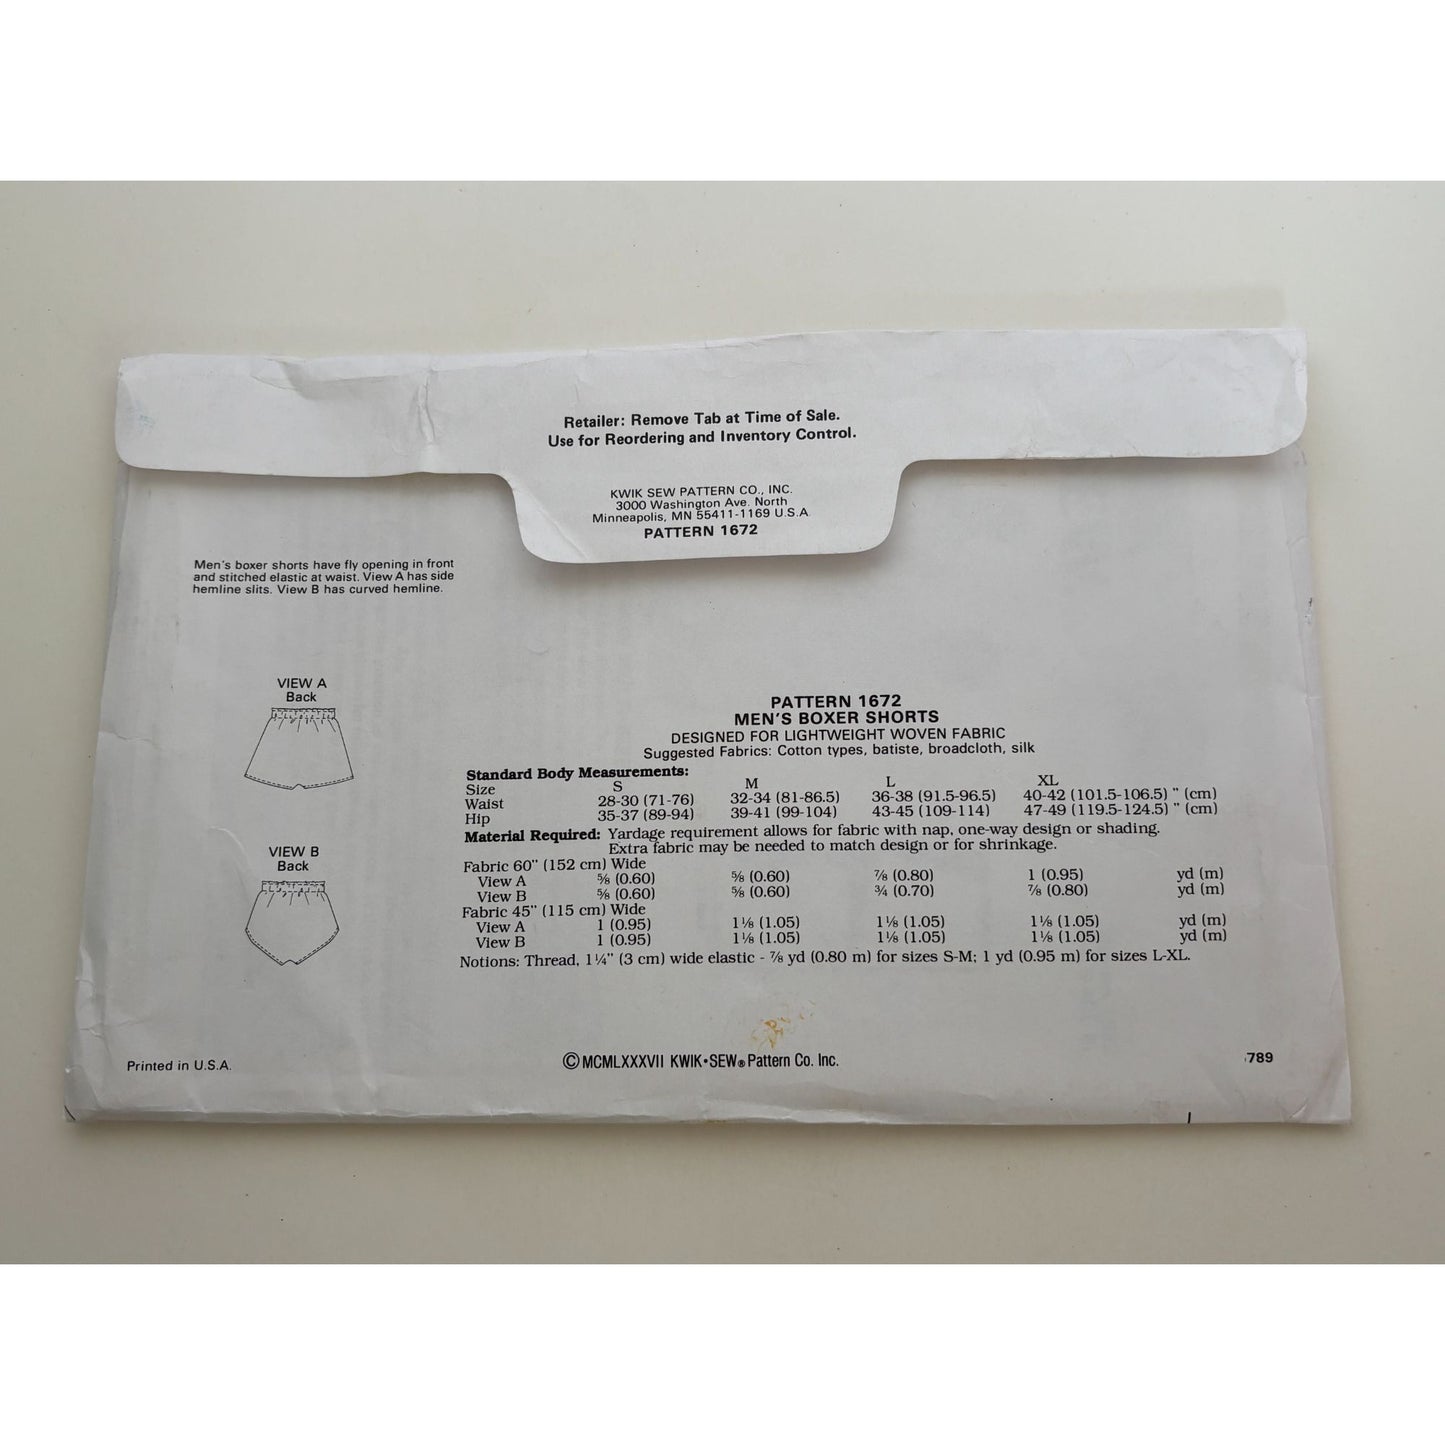 Retailer: Remove Tab at Time of Sale.
Use for Reordering and Inventory Control.
KWIK SEW PATTERN CO., INC.
3000 Washington Ave. North
Minneapolis, MN 55411-1169 U.S.A.
PATTERN 1672
Men's boxer shorts have fly opening in front
and stitched elastic at waist. View A has side
hemline slits. View B has curved hemline.
VIEW A
Back
VIEW B
Back
PATTERN 1672
MEN'S BOXER SHORTS
DESIGNED FOR LIGHTWEIGHT WOVEN FABRIC
Suggested Fabrics: Cotton types, batiste, broadcloth, silk
Standard Body Measurements:
Size S M L XL
Waist 28-30 (71-76) 32-34 (81-86.5) 36-38 (91.5-96.5) 40-42 (101.5-106.5) " (cm)
Hip 35-37 (89-94) 39-41 (99-104) 43-45 (109-114) 47-49 (119.5-124.5) " (cm)
Material Required: Yardage requirement allows for fabric with nap, one-way design or shading.
Extra fabric may be needed to match design or for shrinkage.
Fabric 60" (152 cm) Wide
View A ⅝ (0.60) ⅝ (0.60) ⅞ (0.80) 1 (0.95) yd (m)
View B ⅝ (0.60) ⅝ (0.60) ¾ (0.70) ⅞ (0.80) yd (m)
Fabric 45" (115 cm) Wide
View A 1 (0.95) 1⅛ (1.05) 1⅛ (1.05) 1⅛ (1.05) yd (m)
View B 1 (0.95) 1⅛ (1.05) 1⅛ (1.05) 1⅛ (1.05) yd (m)
Notions: Thread, 1¼" (3 cm) wide elastic - ⅞ yd (0.80 m) for sizes S-M; 1 yd (0.95 m) for sizes L-XL.
Printed in U.S.A.
© MCMLXXXVII KWIK•SEW® Pattern Co. Inc.
789